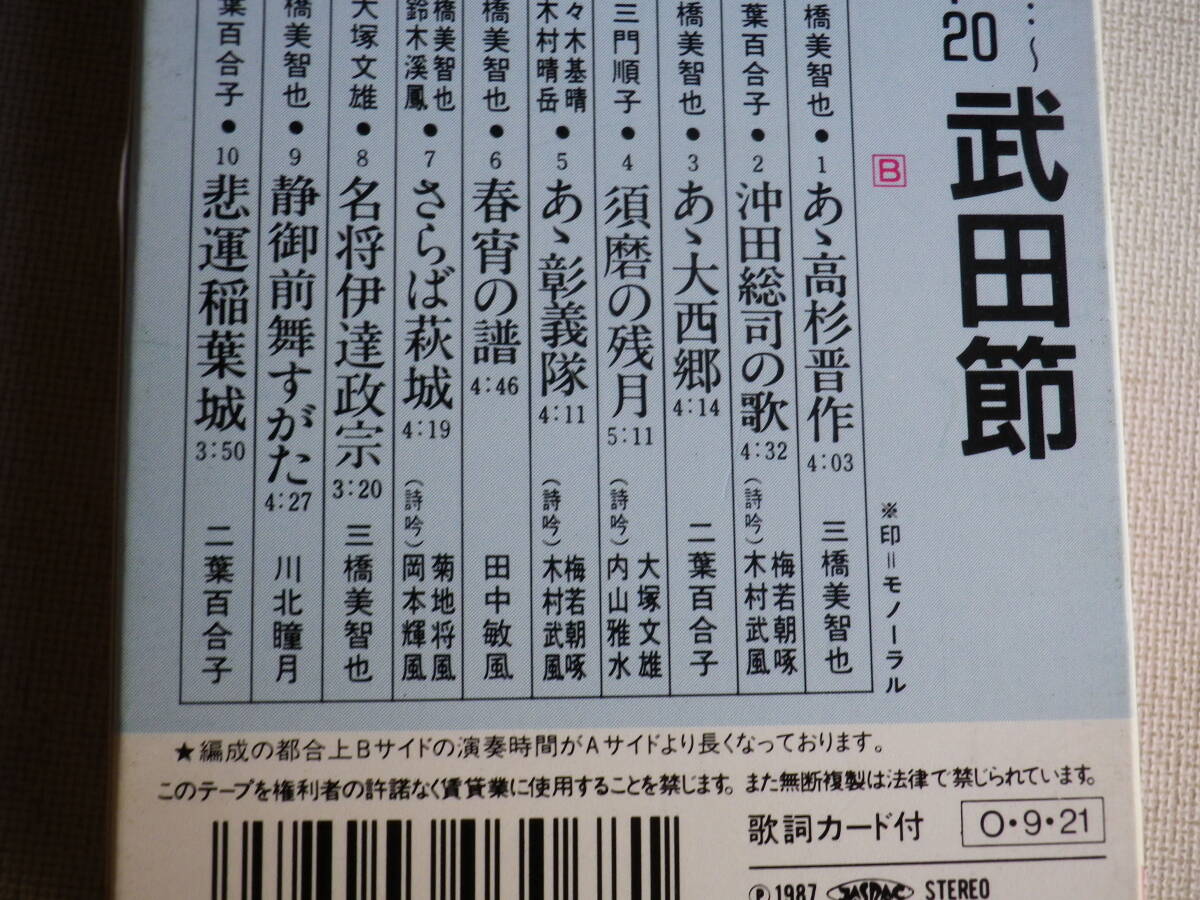 …〜
20
武田節
※印＝モノーラル
B
橋美智也 ● 1 あゝ高杉晋作 4:03 三橋美智也
葉百合子 ● 2 沖田総司の歌 4:32 (詩吟) 梅若朝啄 木村武風
橋美智也 ● 3 あゝ大西郷 4:14 二葉百合子
三門順子 ● 4 須磨の残月 5:11 (詩吟) 大塚文雄 内山雅水
々木基晴 木村晴岳 ● 5 あゝ彰義隊 4:11 (詩吟) 梅若朝啄 木村武風
橋美智也 ● 6 春宵の譜 4:46 田中敏風
橋美智也 鈴木溪鳳 ● 7 さらば萩城 4:19 (詩吟) 菊地将風 岡本輝風
大塚文雄 ● 8 名将伊達政宗 3:20 三橋美智也
橋美智也 ● 9 静御前舞すがた 4:27 川北瞳月
葉百合子 ● 10 悲運稲葉城 3:50 二葉百合子
★編成の都合上Bサイドの演奏時間がAサイドより長くなっております。
このテープを権利者の許諾なく賃貸業に使用することを禁じます。また無断複製は法律で禁じられています。
歌詞カード付 O・9・21
Ⓟ1987 JASRAC STEREO